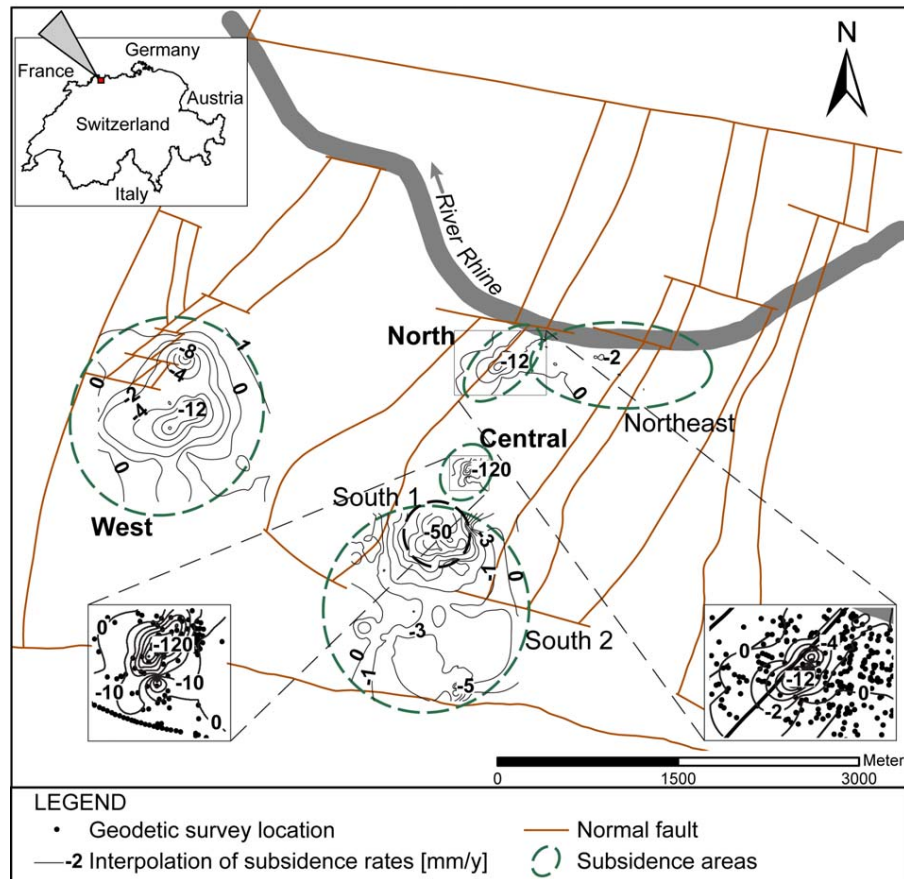 Germany
France
Austria
Switzerland
Italy
N
River Rhine
North
-12
-2
0
Northeast
-8
-4
-2
-4
-12
1
0
0
0
0
West
Central
-120
South 1
-50
-3
-1
0
-3
0
-1
-5
South 2
0
-120
-10
-10
0
0
-4
-12
-2
0
Meter
0 1500 3000
LEGEND
Geodetic survey location
Normal fault
-2 Interpolation of subsidence rates [mm/y]
Subsidence areas